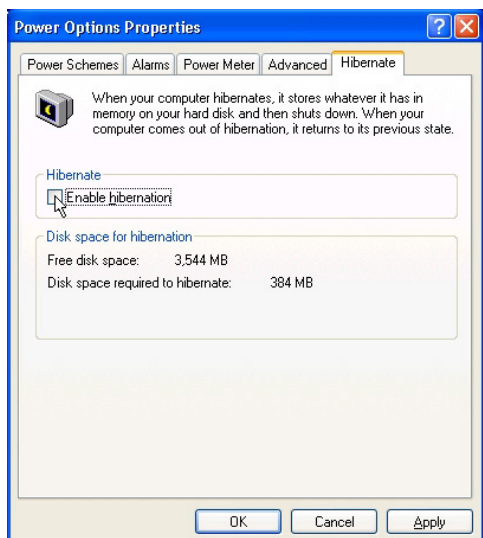 Power Options Properties
Power Schemes Alarms Power Meter Advanced Hibernate
When your computer hibernates, it stores whatever it has in
memory on your hard disk and then shuts down. When your
computer comes out of hibernation, it returns to its previous state.
Hibernate
Enable hibernation
Disk space for hibernation
Free disk space: 3,544 MB
Disk space required to hibernate: 384 MB
OK Cancel Apply